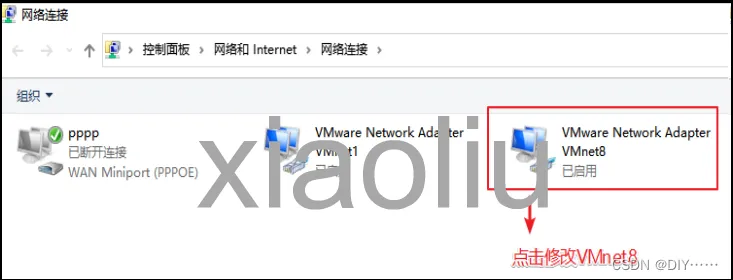 网络连接
控制面板 › 网络和 Internet › 网络连接 ›
组织
pppp
已断开连接
WAN Miniport (PPPOE)
VMware Network Adapter
VMnet1
已启用
VMware Network Adapter
VMnet8
已启用
xiaoliu
点击修改VMnet8
CSDN @DIY……